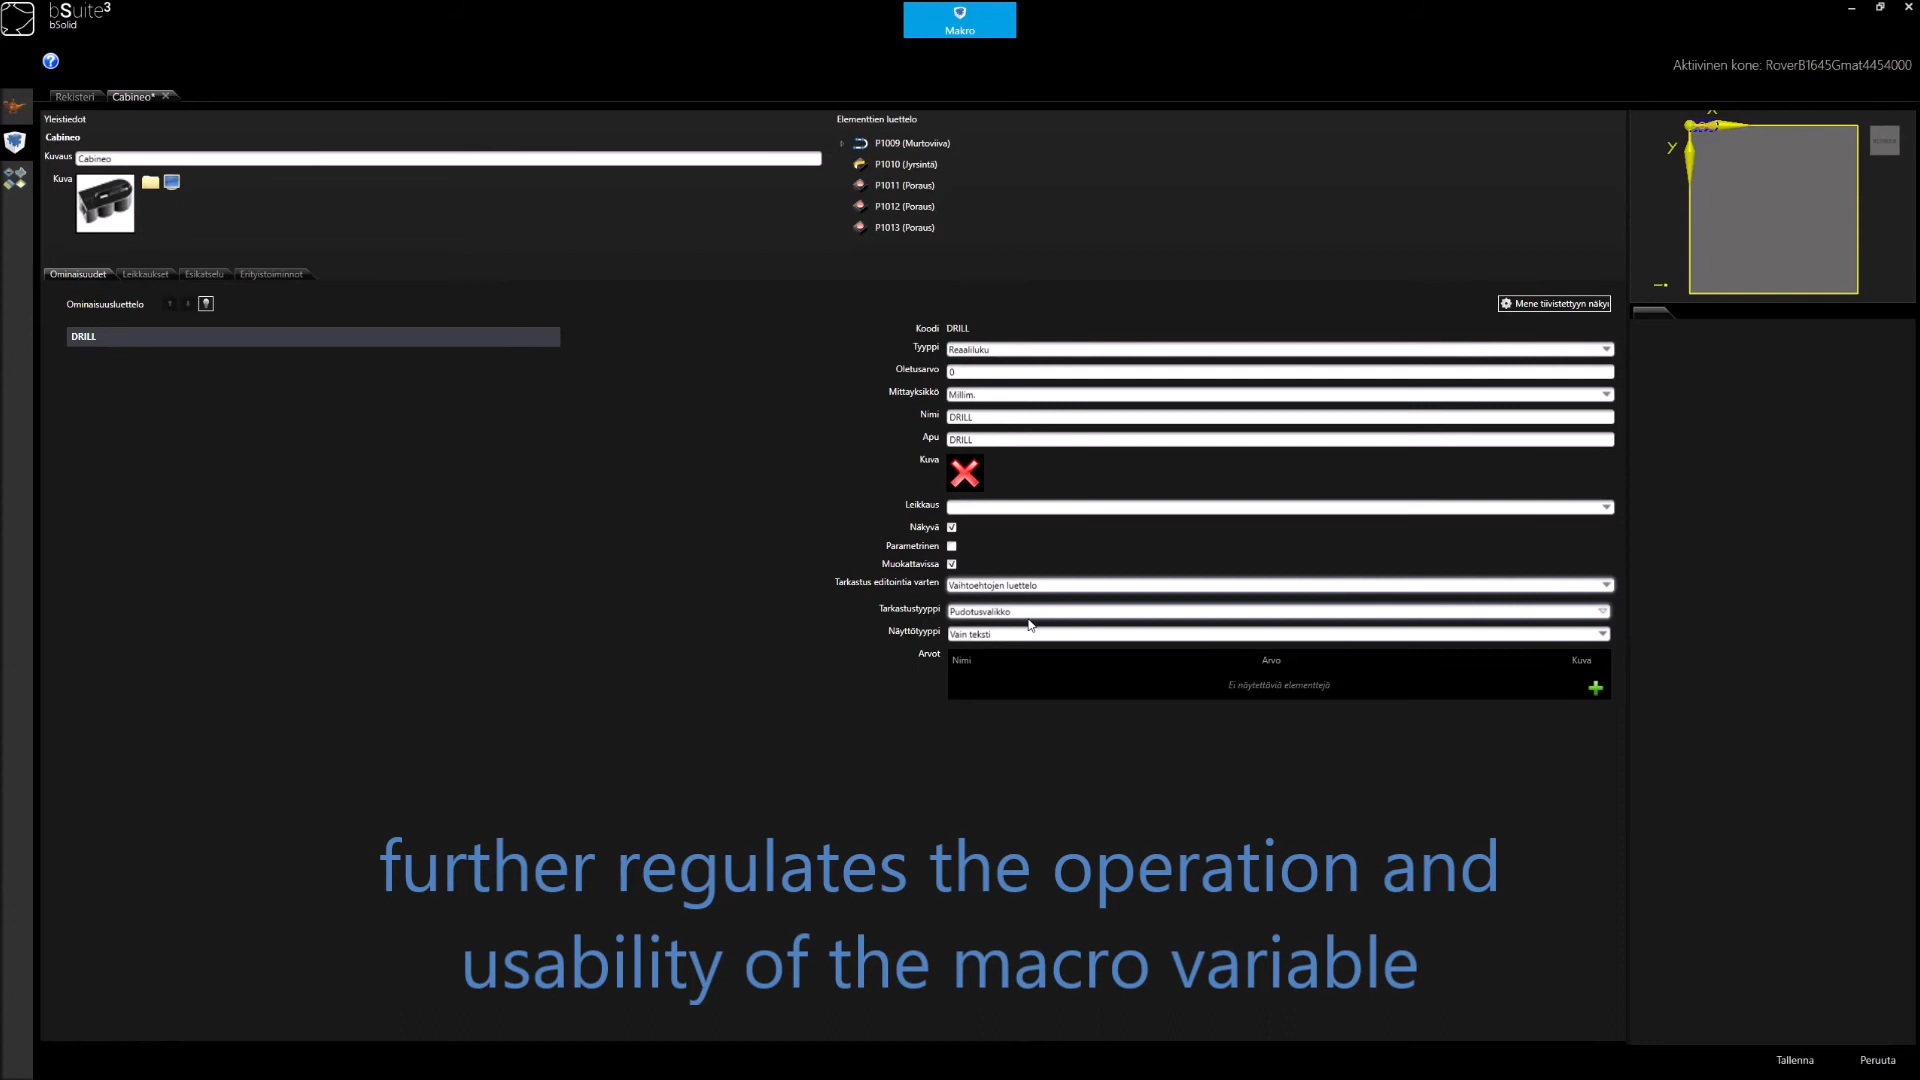 bSuite³
bSolid
Makro
Aktiivinen kone: RoverB1645Gmat4454000
Rekisteri
Cabineo*
Yleistiedot
Cabineo
Kuvaus
Cabineo
Kuva
Elementtien luettelo
P1009 (Murtoviiva)
P1010 (Jyrsintä)
P1011 (Poraus)
P1012 (Poraus)
P1013 (Poraus)
X
Y
Ominaisuudet
Leikkaukset
Esikatselu
Erityistoiminnot
Ominaisuusluettelo
Mene tiivistettyyn näkyi
DRILL
Koodi DRILL
Tyyppi Reaaliluku
Oletusarvo 0
Mittayksikkö Millim.
Nimi DRILL
Apu DRILL
Kuva
Leikkaus
Näkyvä
Parametrinen
Muokattavissa
Tarkastus editointia varten Vaihtoehtojen luettelo
Tarkastustyyppi Pudotusvalikko
Näyttötyyppi Vain teksti
Arvot Nimi Arvo Kuva
Ei näytettäviä elementtejä
further regulates the operation and
usability of the macro variable
Tallenna
Peruuta